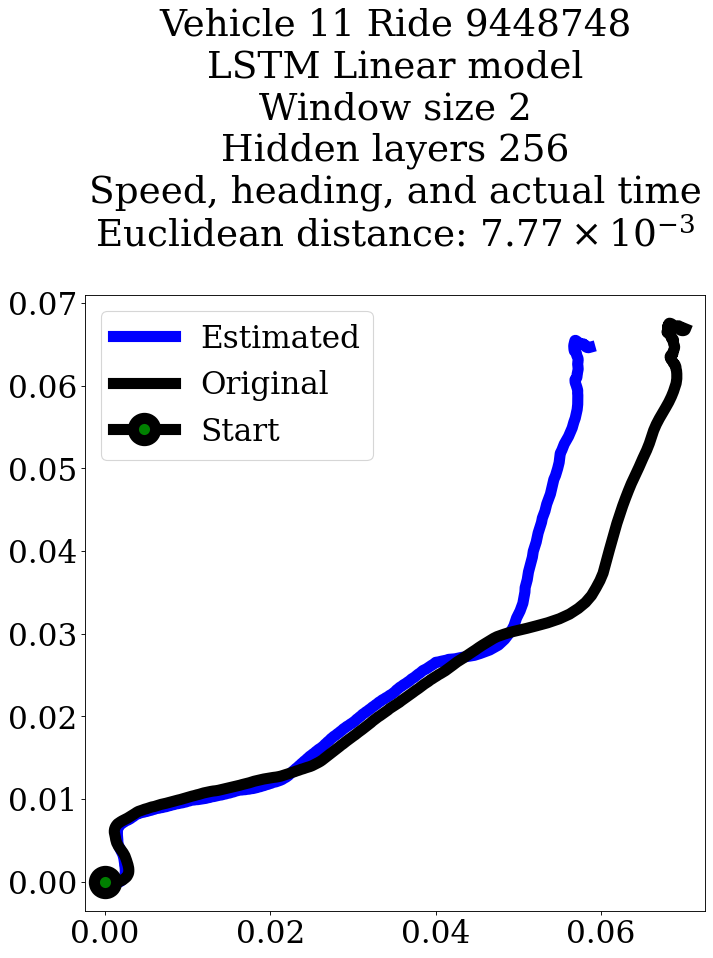 Vehicle 11 Ride 9448748
LSTM Linear model
Window size 2
Hidden layers 256
Speed, heading, and actual time
Euclidean distance: 7.77 × 10⁻³
Estimated
Original
Start
0.07
0.06
0.05
0.04
0.03
0.02
0.01
0.00
0.00 0.02 0.04 0.06